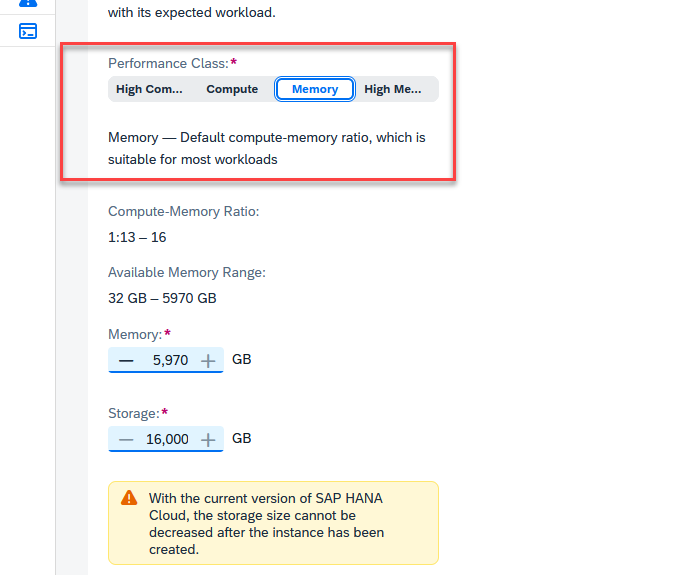 with its expected workload.
Performance Class:*
High Com... Compute Memory High Me...
Memory — Default compute-memory ratio, which is
suitable for most workloads
Compute-Memory Ratio:
1:13 – 16
Available Memory Range:
32 GB – 5970 GB
Memory:*
— 5,970 + GB
Storage:*
— 16,000 + GB
With the current version of SAP HANA
Cloud, the storage size cannot be
decreased after the instance has been
created.